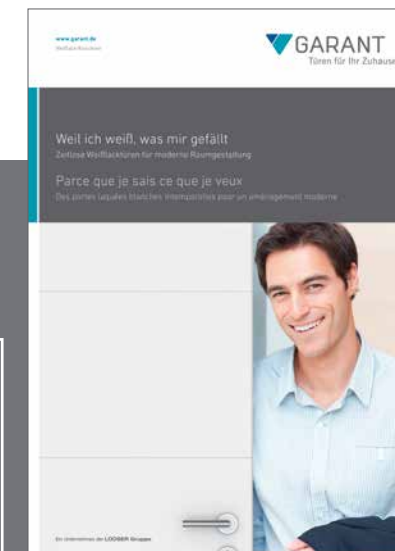 www.garant.de
GARANT
Türen für Ihr Zuhause
Weil ich weiß, was mir gefällt
Zeitlose Weißlacktüren für moderne Raumgestaltung
Parce que je sais ce que je veux
Des portes laquées blanches intemporelles pour un aménagement moderne
Ein Unternehmen der LOOSER Gruppe